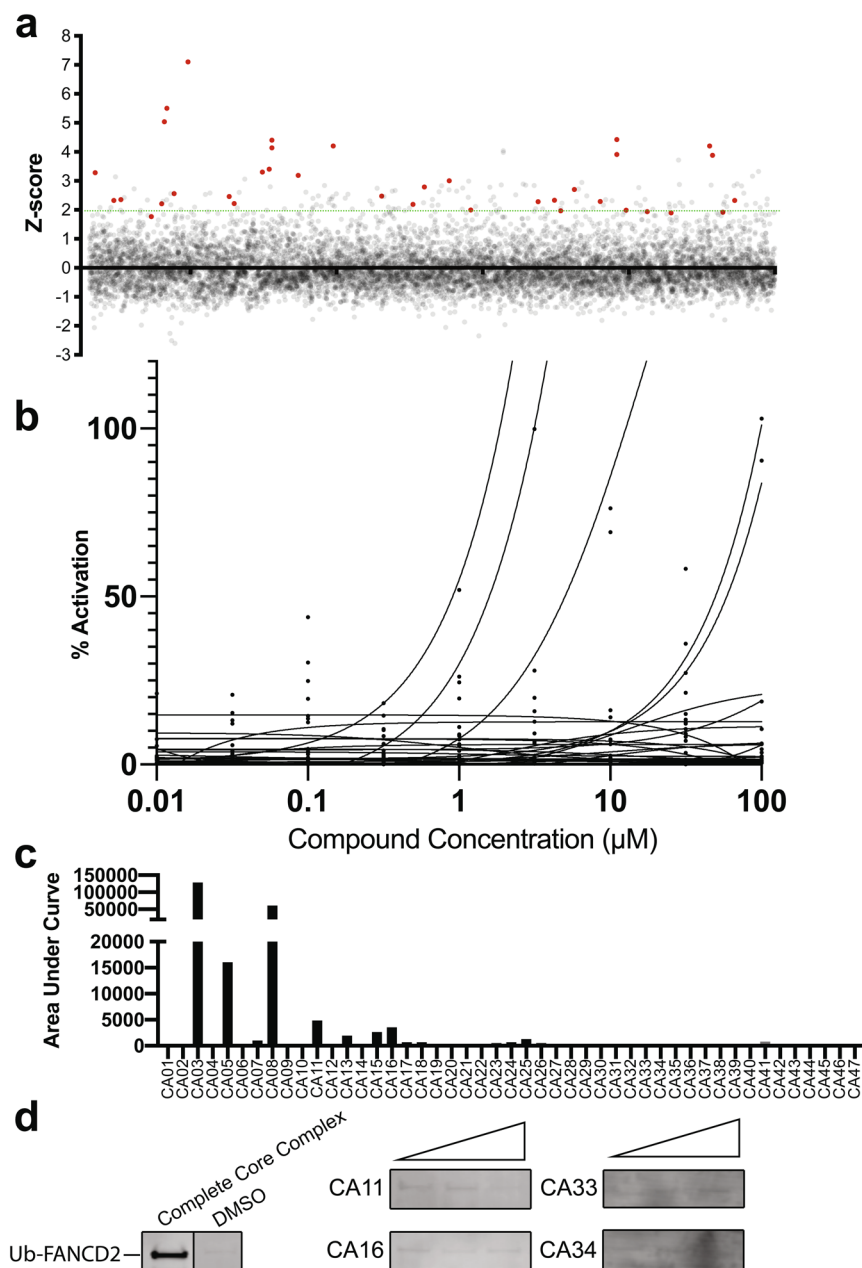 a
8
7
6
5
4
3
2
1
0
-1
-2
-3
Z-score
b
100
50
0
% Activation
0.01 0.1 1 10 100
Compound Concentration (µM)
c
150000
100000
50000
20000
15000
10000
5000
0
Area Under Curve
CA01 CA02 CA03 CA04 CA05 CA06 CA07 CA08 CA09 CA10 CA11 CA12 CA13 CA14 CA15 CA16 CA17 CA18 CA19 CA20 CA21 CA22 CA23 CA24 CA25 CA26 CA27 CA28 CA29 CA30 CA31 CA32 CA33 CA34 CA35 CA36 CA37 CA38 CA39 CA40 CA41 CA42 CA43 CA44 CA45 CA46 CA47
d
Complete Core Complex
DMSO
Ub-FANCD2
CA11
CA33
CA16
CA34